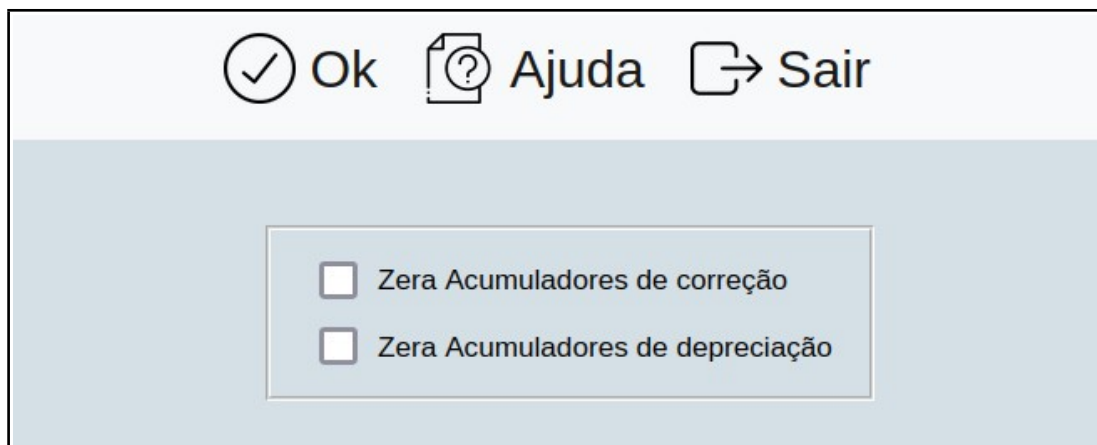 Ok Ajuda Sair
Zera Acumuladores de correção
Zera Acumuladores de depreciação